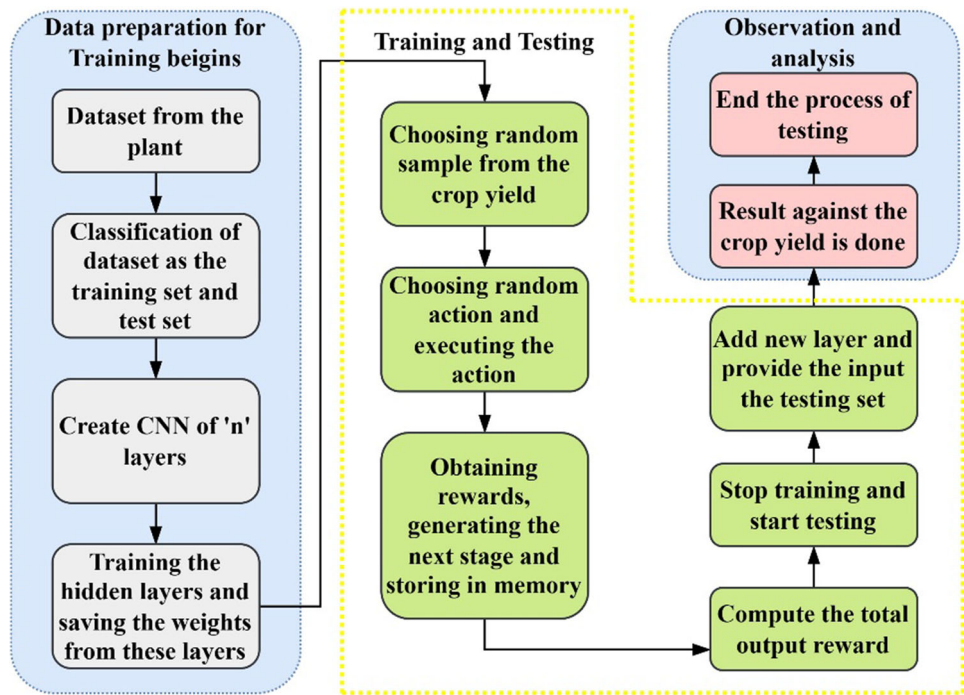 Data preparation for
Training beigins
Dataset from the
plant
Classification of
dataset as the
training set and
test set
Create CNN of 'n'
layers
Training the
hidden layers and
saving the weights
from these layers
Training and Testing
Choosing random
sample from the
crop yield
Choosing random
action and
executing the
action
Obtaining
rewards,
generating the
next stage and
storing in memory
Compute the total
output reward
Stop training and
start testing
Add new layer and
provide the input
the testing set
Observation and
analysis
Result against the
crop yield is done
End the process of
testing